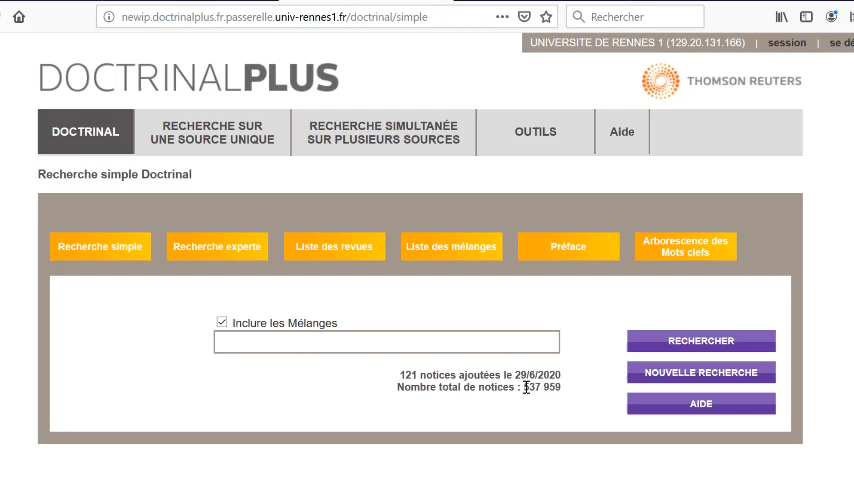 newip.doctrinalplus.fr.passerelle.univ-rennes1.fr/doctrinal/simple
Rechercher
UNIVERSITE DE RENNES 1 (129.20.131.166) | session | se dé
DOCTRINALPLUS
THOMSON REUTERS
DOCTRINAL
RECHERCHE SUR
UNE SOURCE UNIQUE
RECHERCHE SIMULTANÉE
SUR PLUSIEURS SOURCES
OUTILS
Aide
Recherche simple Doctrinal
Recherche simple
Recherche experte
Liste des revues
Liste des mélanges
Préface
Arborescence des
Mots clefs
Inclure les Mélanges
121 notices ajoutées le 29/6/2020
Nombre total de notices : 537 959
RECHERCHER
NOUVELLE RECHERCHE
AIDE